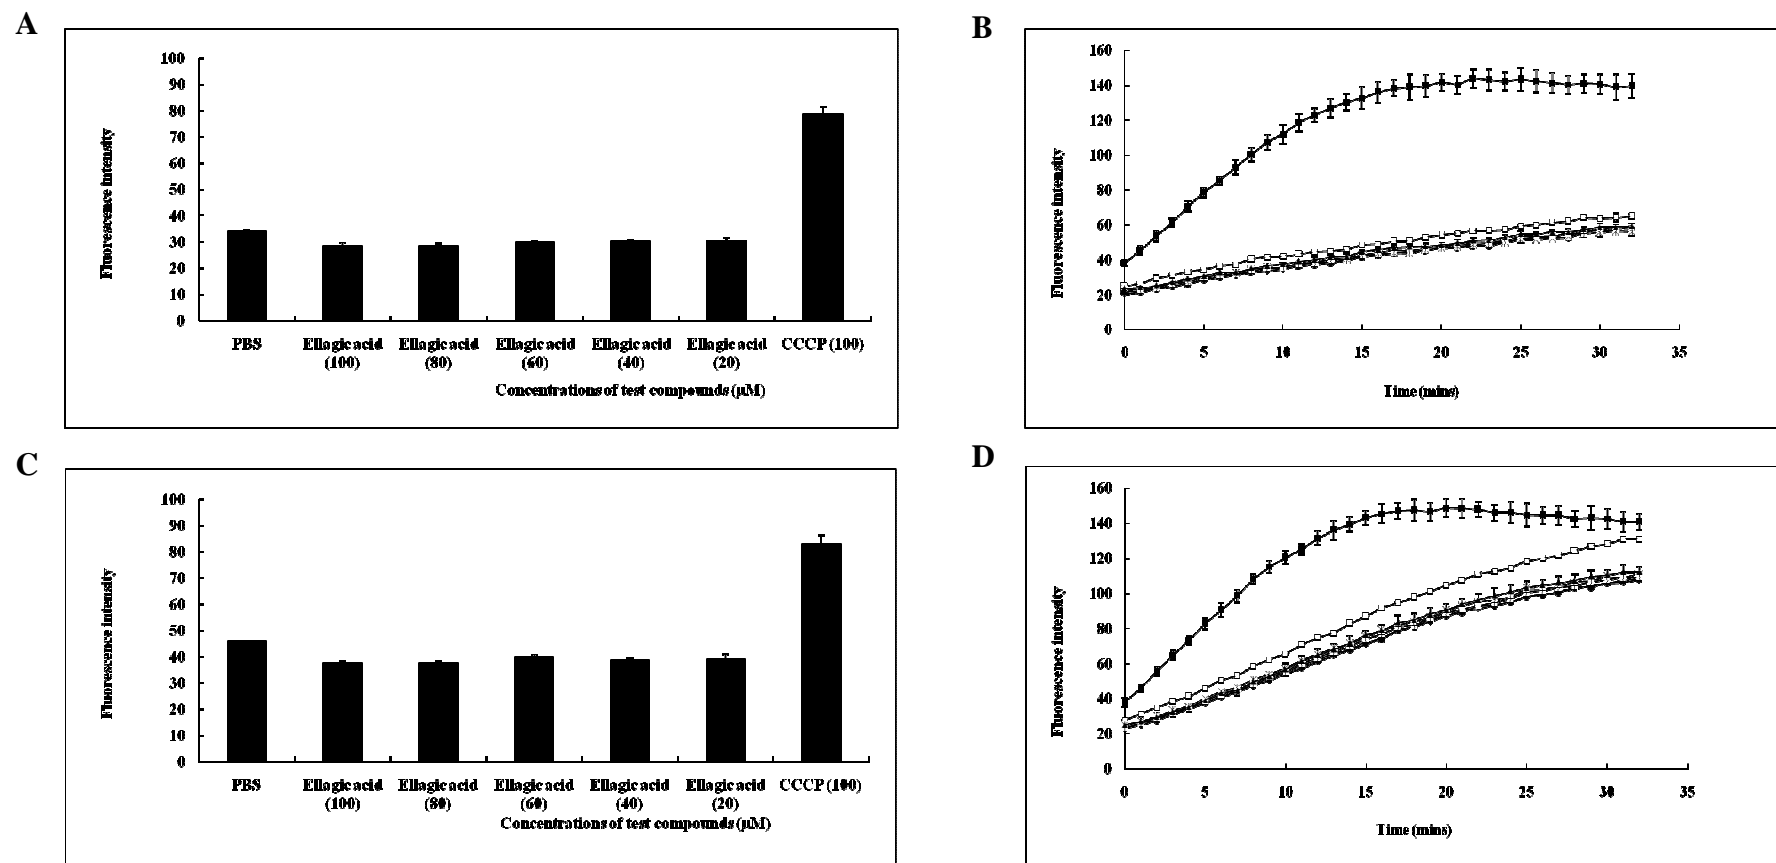 A
100
90
80
70
60
50
40
30
20
10
0
Fluorescence intensity
PBS
Ellagic acid (100)
Ellagic acid (80)
Ellagic acid (60)
Ellagic acid (40)
Ellagic acid (20)
CCCP (100)
Concentrations of test compounds (µM)
B
160
140
120
100
80
60
40
20
0
Fluorescence intensity
0 5 10 15 20 25 30 35
Time (mins)
C
100
90
80
70
60
50
40
30
20
10
0
Fluorescence intensity
PBS
Ellagic acid (100)
Ellagic acid (80)
Ellagic acid (60)
Ellagic acid (40)
Ellagic acid (20)
CCCP (100)
Concentrations of test compounds (µM)
D
160
140
120
100
80
60
40
20
0
Fluorescence intensity
0 5 10 15 20 25 30 35
Time (mins)